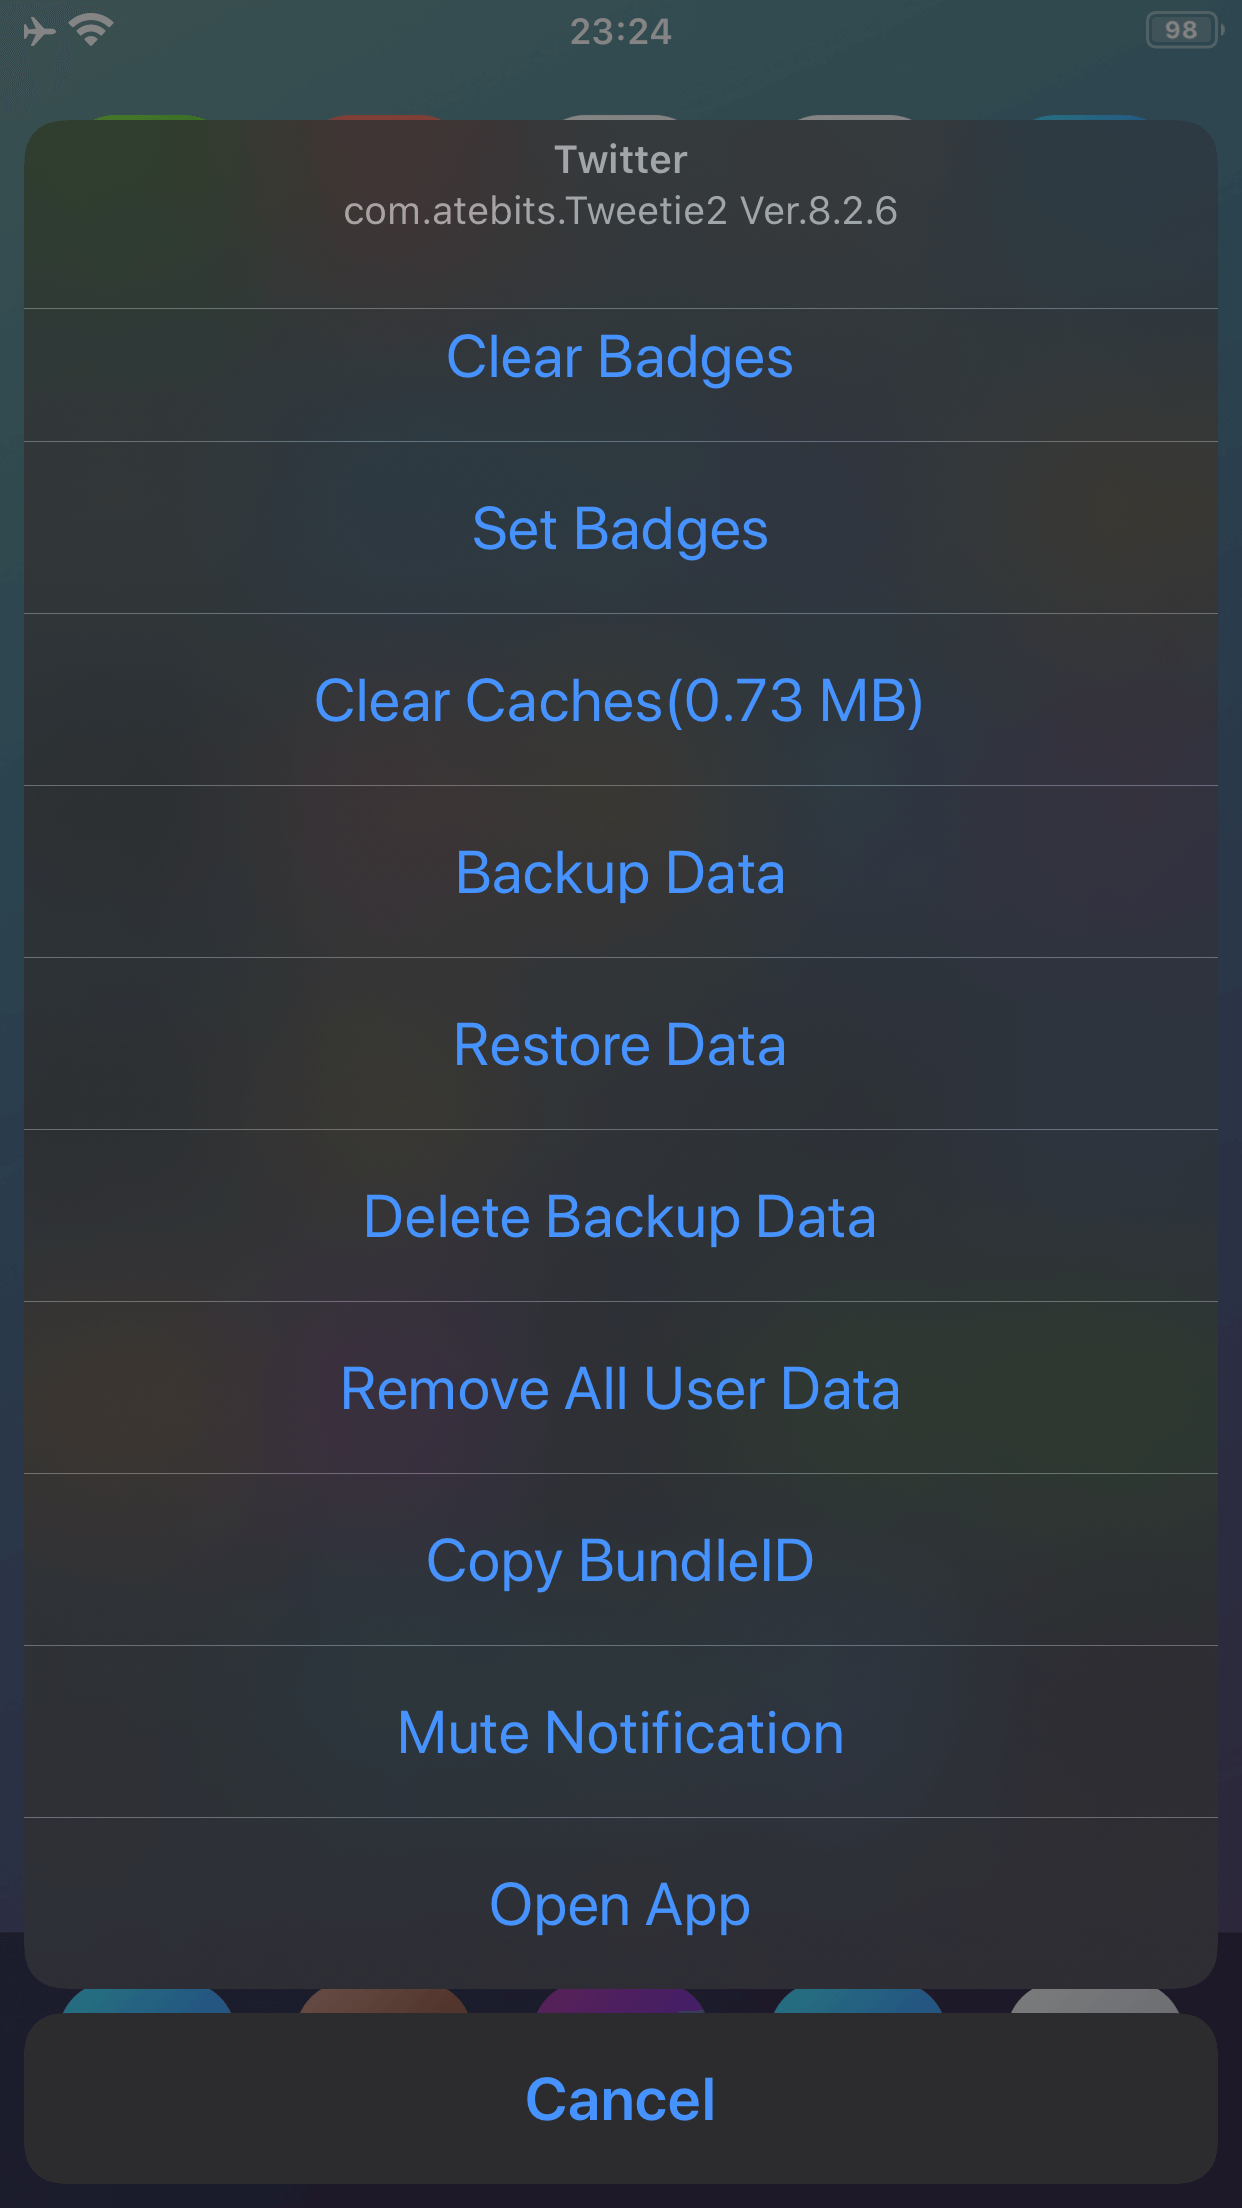 23:24
98
Twitter
com.atebits.Tweetie2 Ver.8.2.6
Clear Badges
Set Badges
Clear Caches(0.73 MB)
Backup Data
Restore Data
Delete Backup Data
Remove All User Data
Copy BundleID
Mute Notification
Open App
Cancel